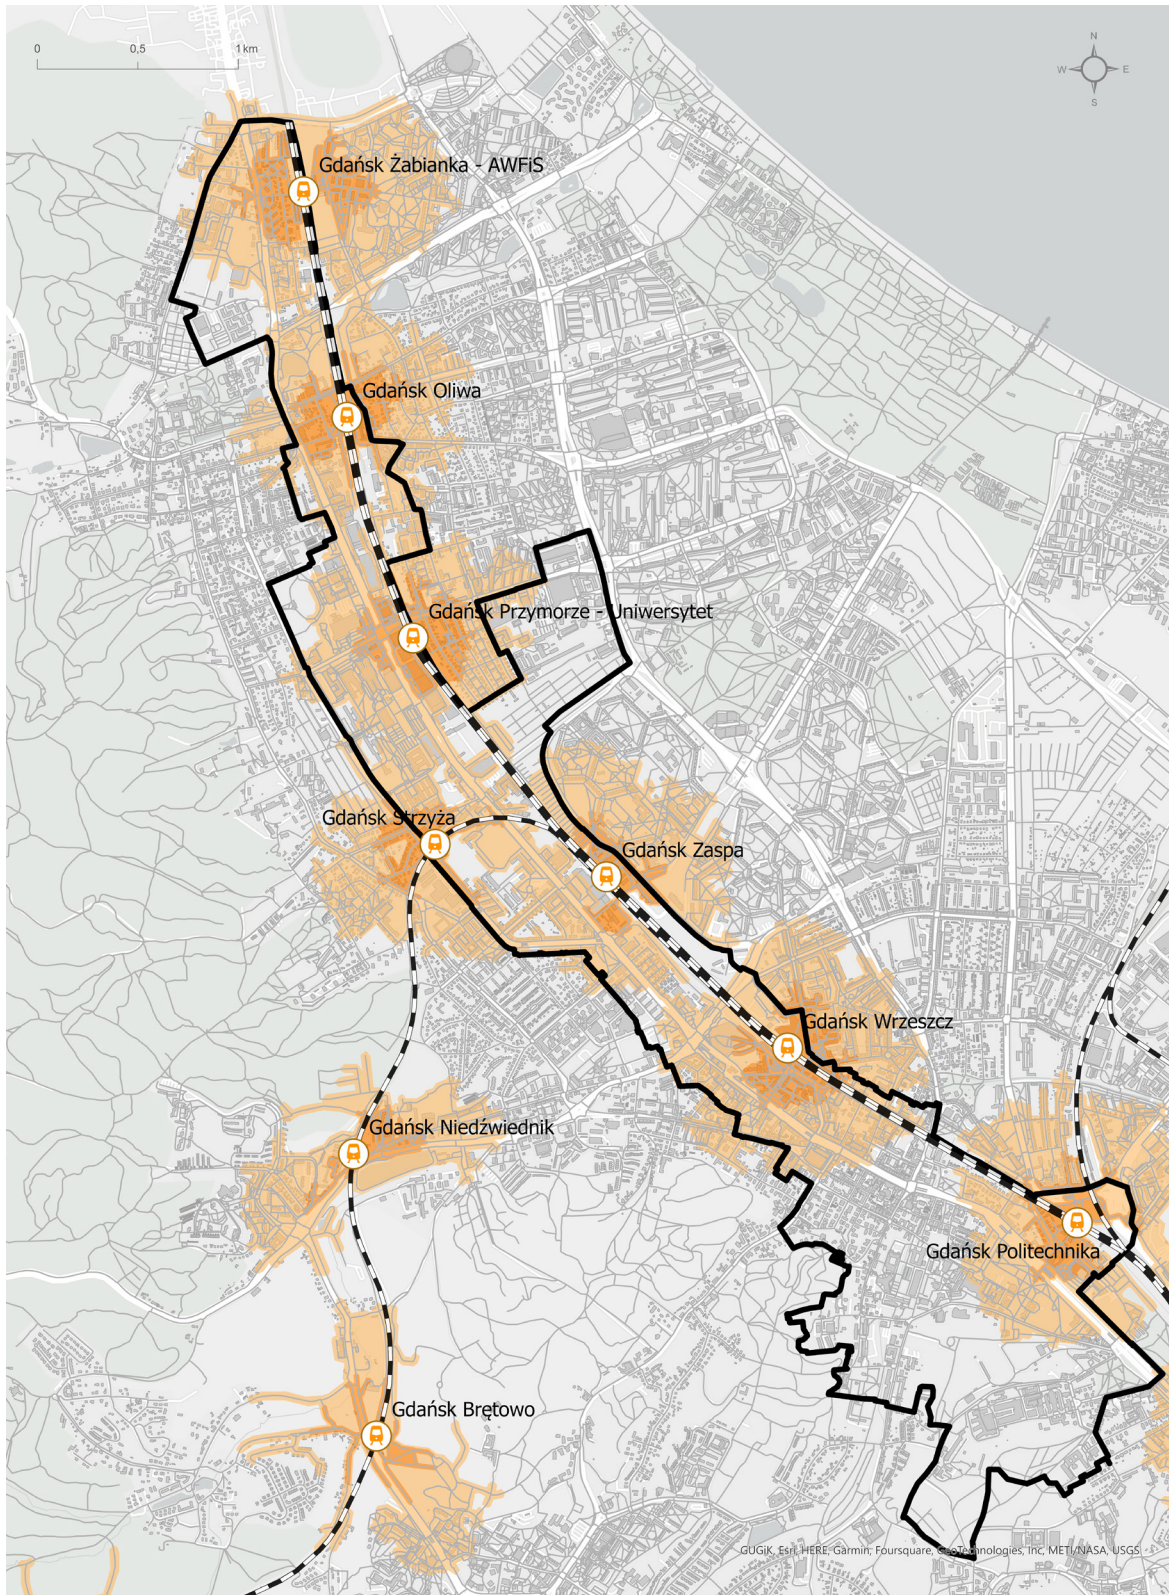 0 0,5 1 km
N
W E
S
Gdańsk Żabianka - AWFiS
Gdańsk Oliwa
Gdańsk Przymorze - Uniwersytet
Gdańsk Strzyża
Gdańsk Zaspa
Gdańsk Wrzeszcz
Gdańsk Niedźwiednik
Gdańsk Politechnika
Gdańsk Brętowo
GUGiK, Esri, HERE, Garmin, Foursquare, GeoTechnologies, Inc, METI/NASA, USGS